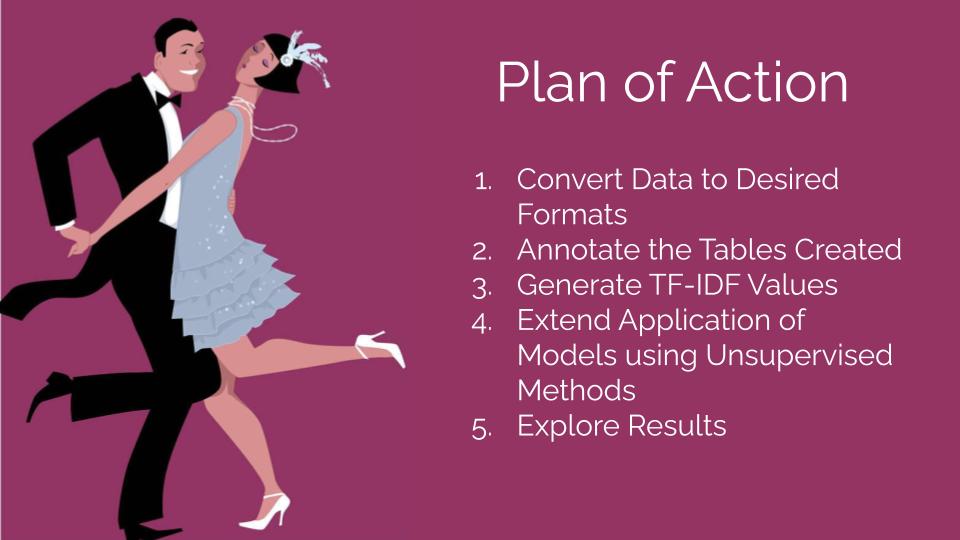 Plan of Action
1. Convert Data to Desired
Formats
2. Annotate the Tables Created
3. Generate TF-IDF Values
4. Extend Application of
Models using Unsupervised
Methods
5. Explore Results